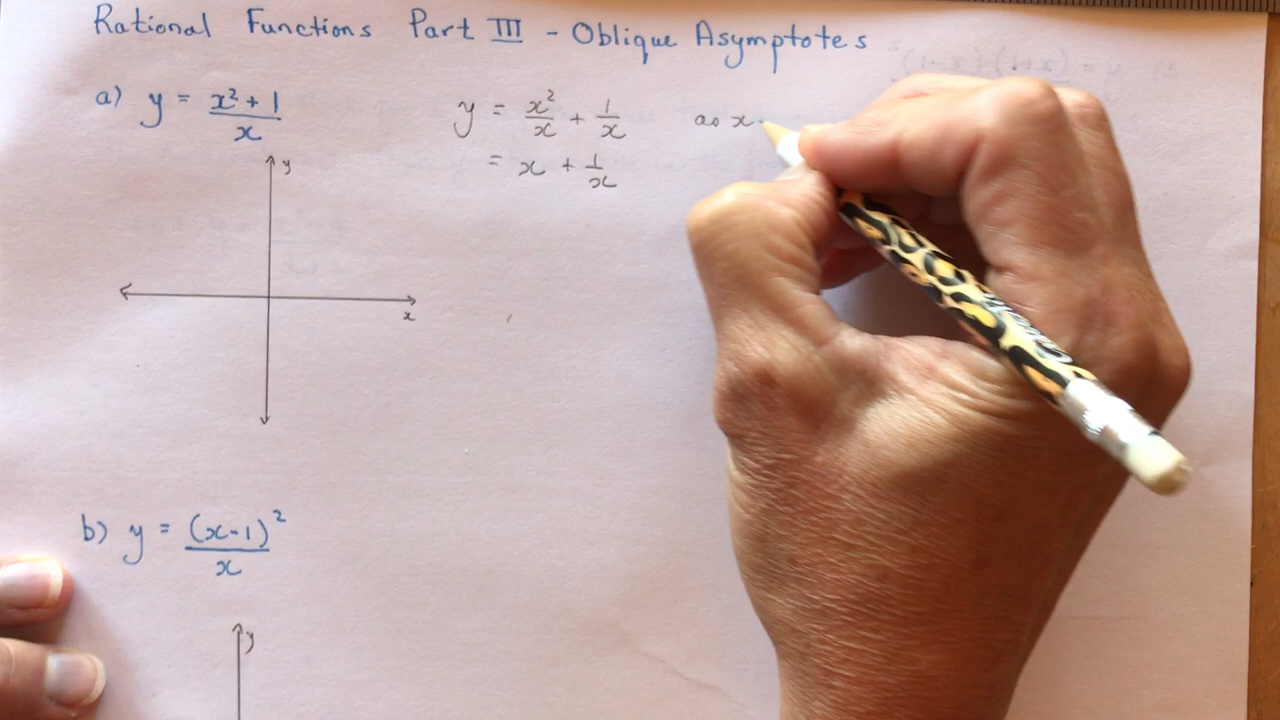 Rational Functions Part III - Oblique Asymptotes
a) y = (x² + 1)/x
y = x²/x + 1/x
= x + 1/x
as x
y
x
b) y = (x-1)²/x
y